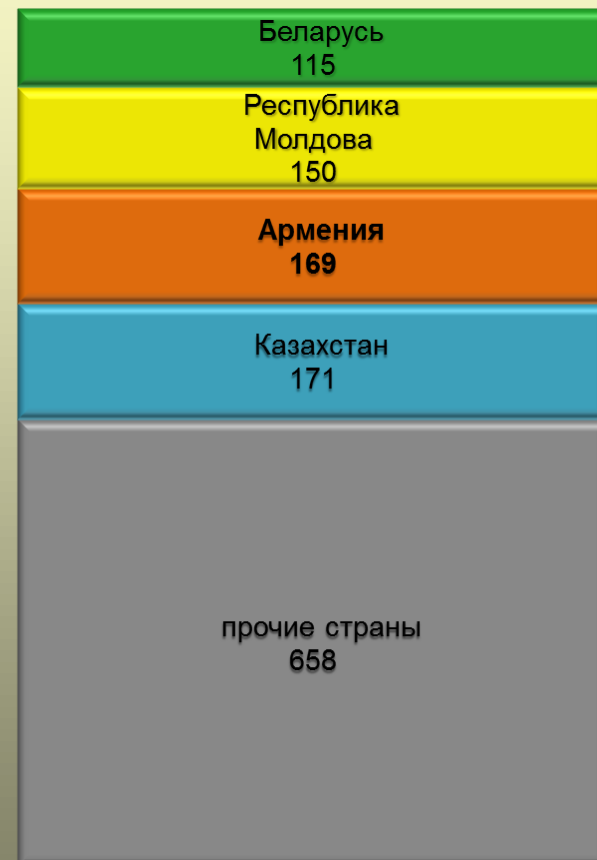 Беларусь
115
Республика
Молдова
150
Армения
169
Казахстан
171
прочие страны
658